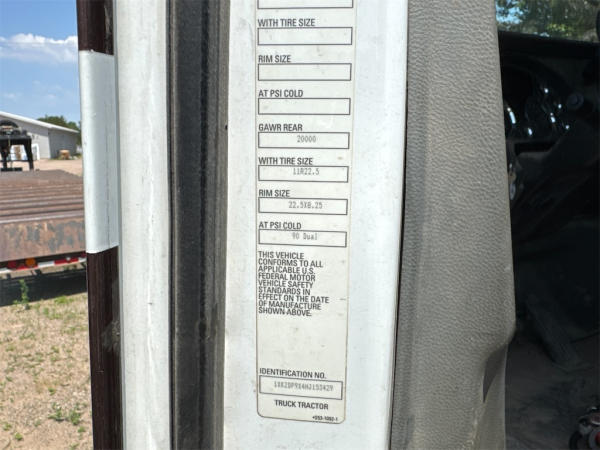 WITH TIRE SIZE
RIM SIZE
AT PSI COLD
GAWR REAR
20000
WITH TIRE SIZE
11R22.5
RIM SIZE
22.5X8.25
AT PSI COLD
90 Dual
THIS VEHICLE
CONFORMS TO ALL
APPLICABLE U.S.
FEDERAL MOTOR
VEHICLE SAFETY
STANDARDS IN
EFFECT ON THE DATE
OF MANUFACTURE
SHOWN ABOVE.
IDENTIFICATION NO.
TRUCK TRACTOR